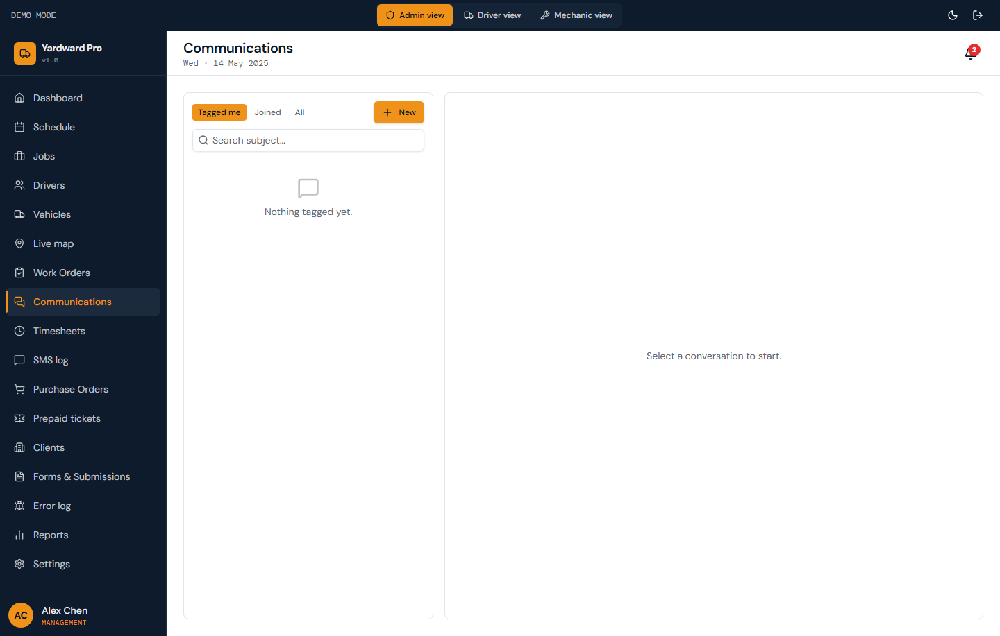 DEMO MODE
Admin view
Driver view
Mechanic view
Yardward Pro
v1.0
Communications
Wed · 14 May 2025
2
Dashboard
Schedule
Jobs
Drivers
Vehicles
Live map
Work Orders
Communications
Timesheets
SMS log
Purchase Orders
Prepaid tickets
Clients
Forms & Submissions
Error log
Reports
Settings
AC
Alex Chen
MANAGEMENT
Tagged me
Joined
All
New
Search subject...
Nothing tagged yet.
Select a conversation to start.